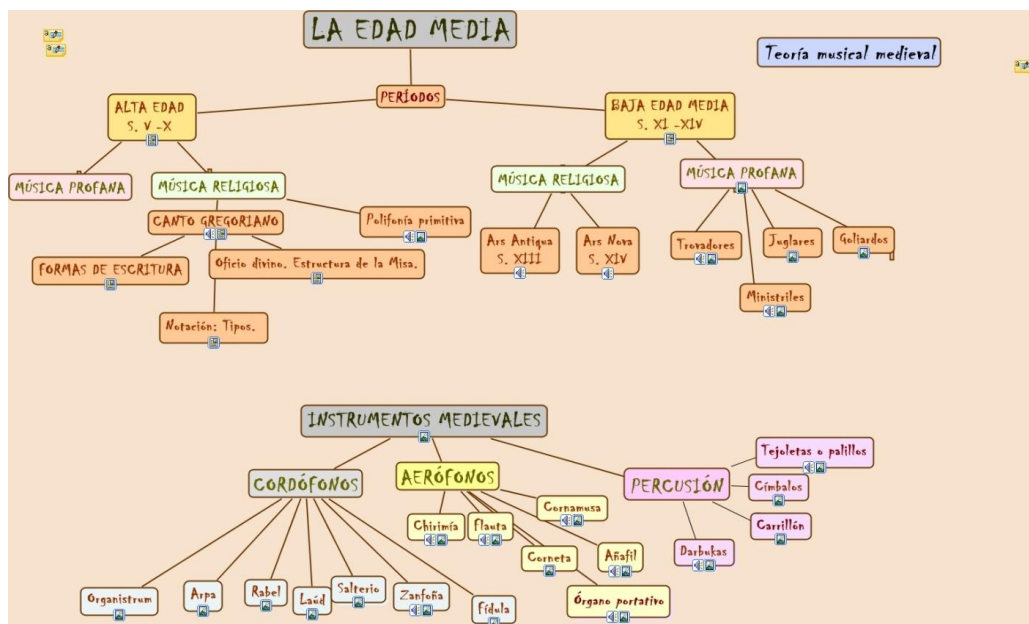 LA EDAD MEDIA
Teoría musical medieval
PERÍODOS
ALTA EDAD
S. V -X
BAJA EDAD MEDIA
S. XI -XIV
MÚSICA PROFANA
MÚSICA RELIGIOSA
MÚSICA RELIGIOSA
MÚSICA PROFANA
CANTO GREGORIANO
Polifonía primitiva
Ars Antiqua
S. XIII
Ars Nova
S. XIV
Trovadores
Juglares
Goliardos
FORMAS DE ESCRITURA
Oficio divino. Estructura de la Misa.
Ministriles
Notación: Tipos.
INSTRUMENTOS MEDIEVALES
CORDÓFONOS
AERÓFONOS
PERCUSIÓN
Tejoletas o palillos
Címbalos
Carrillón
Darbukas
Chirimía
Flauta
Cornamusa
Corneta
Añafil
Órgano portativo
Organistrum
Arpa
Rabel
Laúd
Salterio
Zanfoña
Fídula